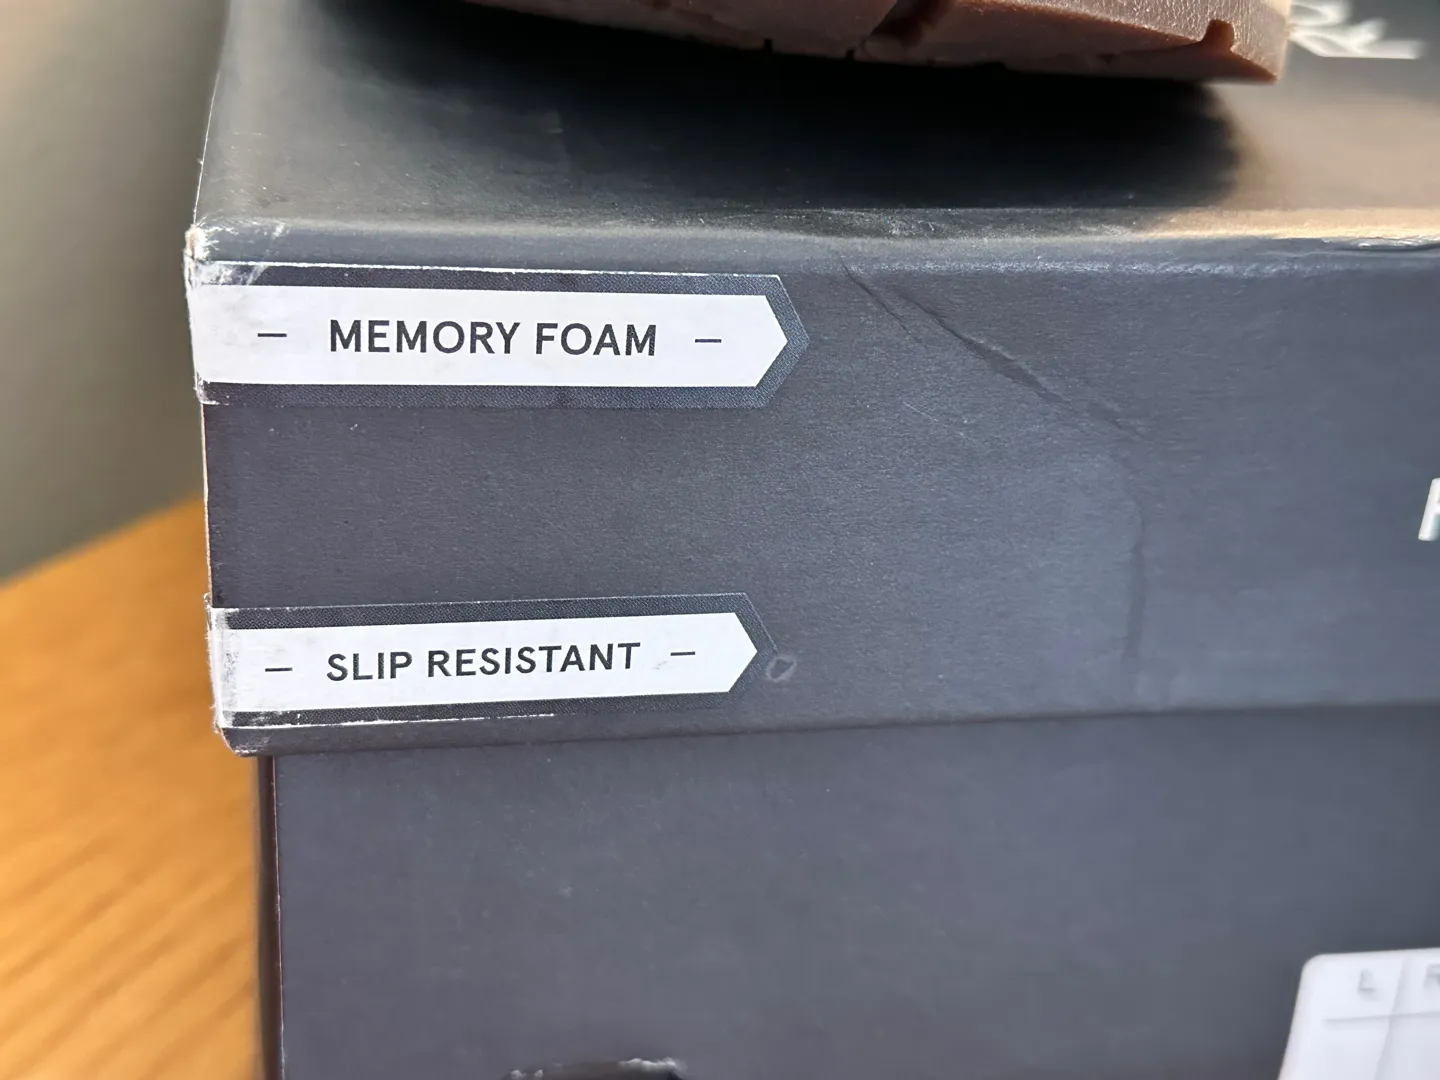 — MEMORY FOAM —
— SLIP RESISTANT —
L R